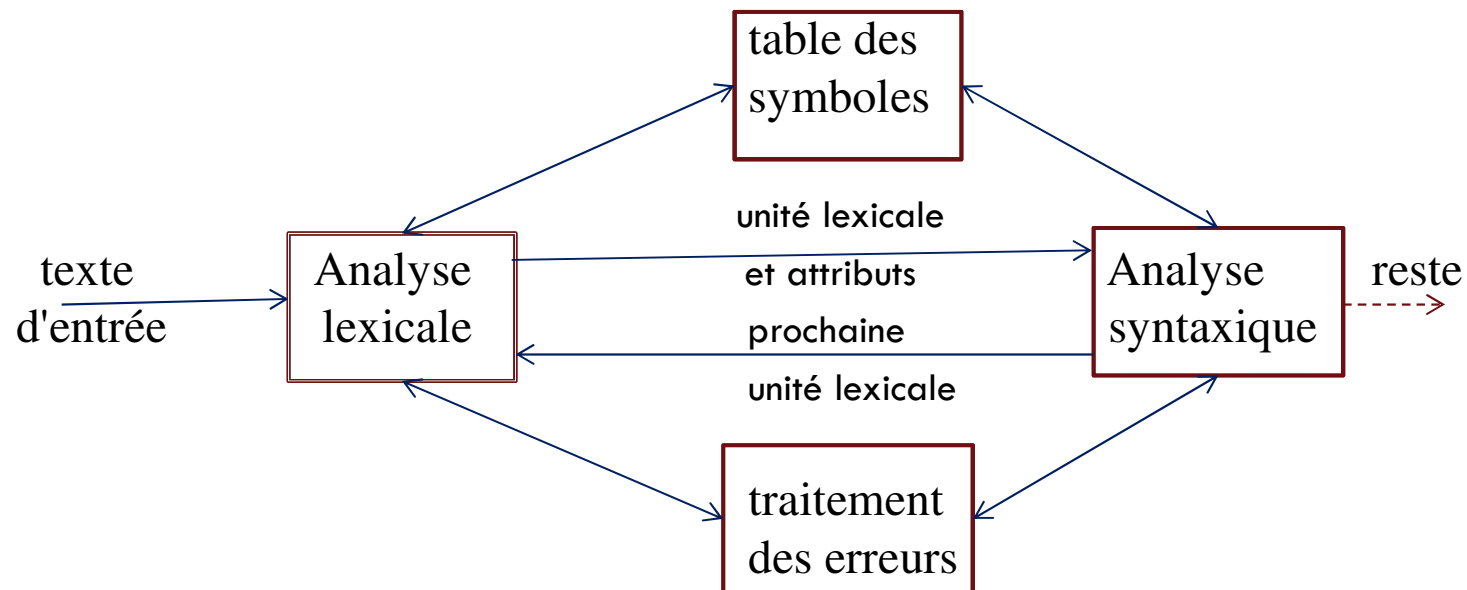 table des
symboles
unité lexicale
et attributs
prochaine
unité lexicale
texte
d'entrée
Analyse
lexicale
Analyse
syntaxique
reste
traitement
des erreurs